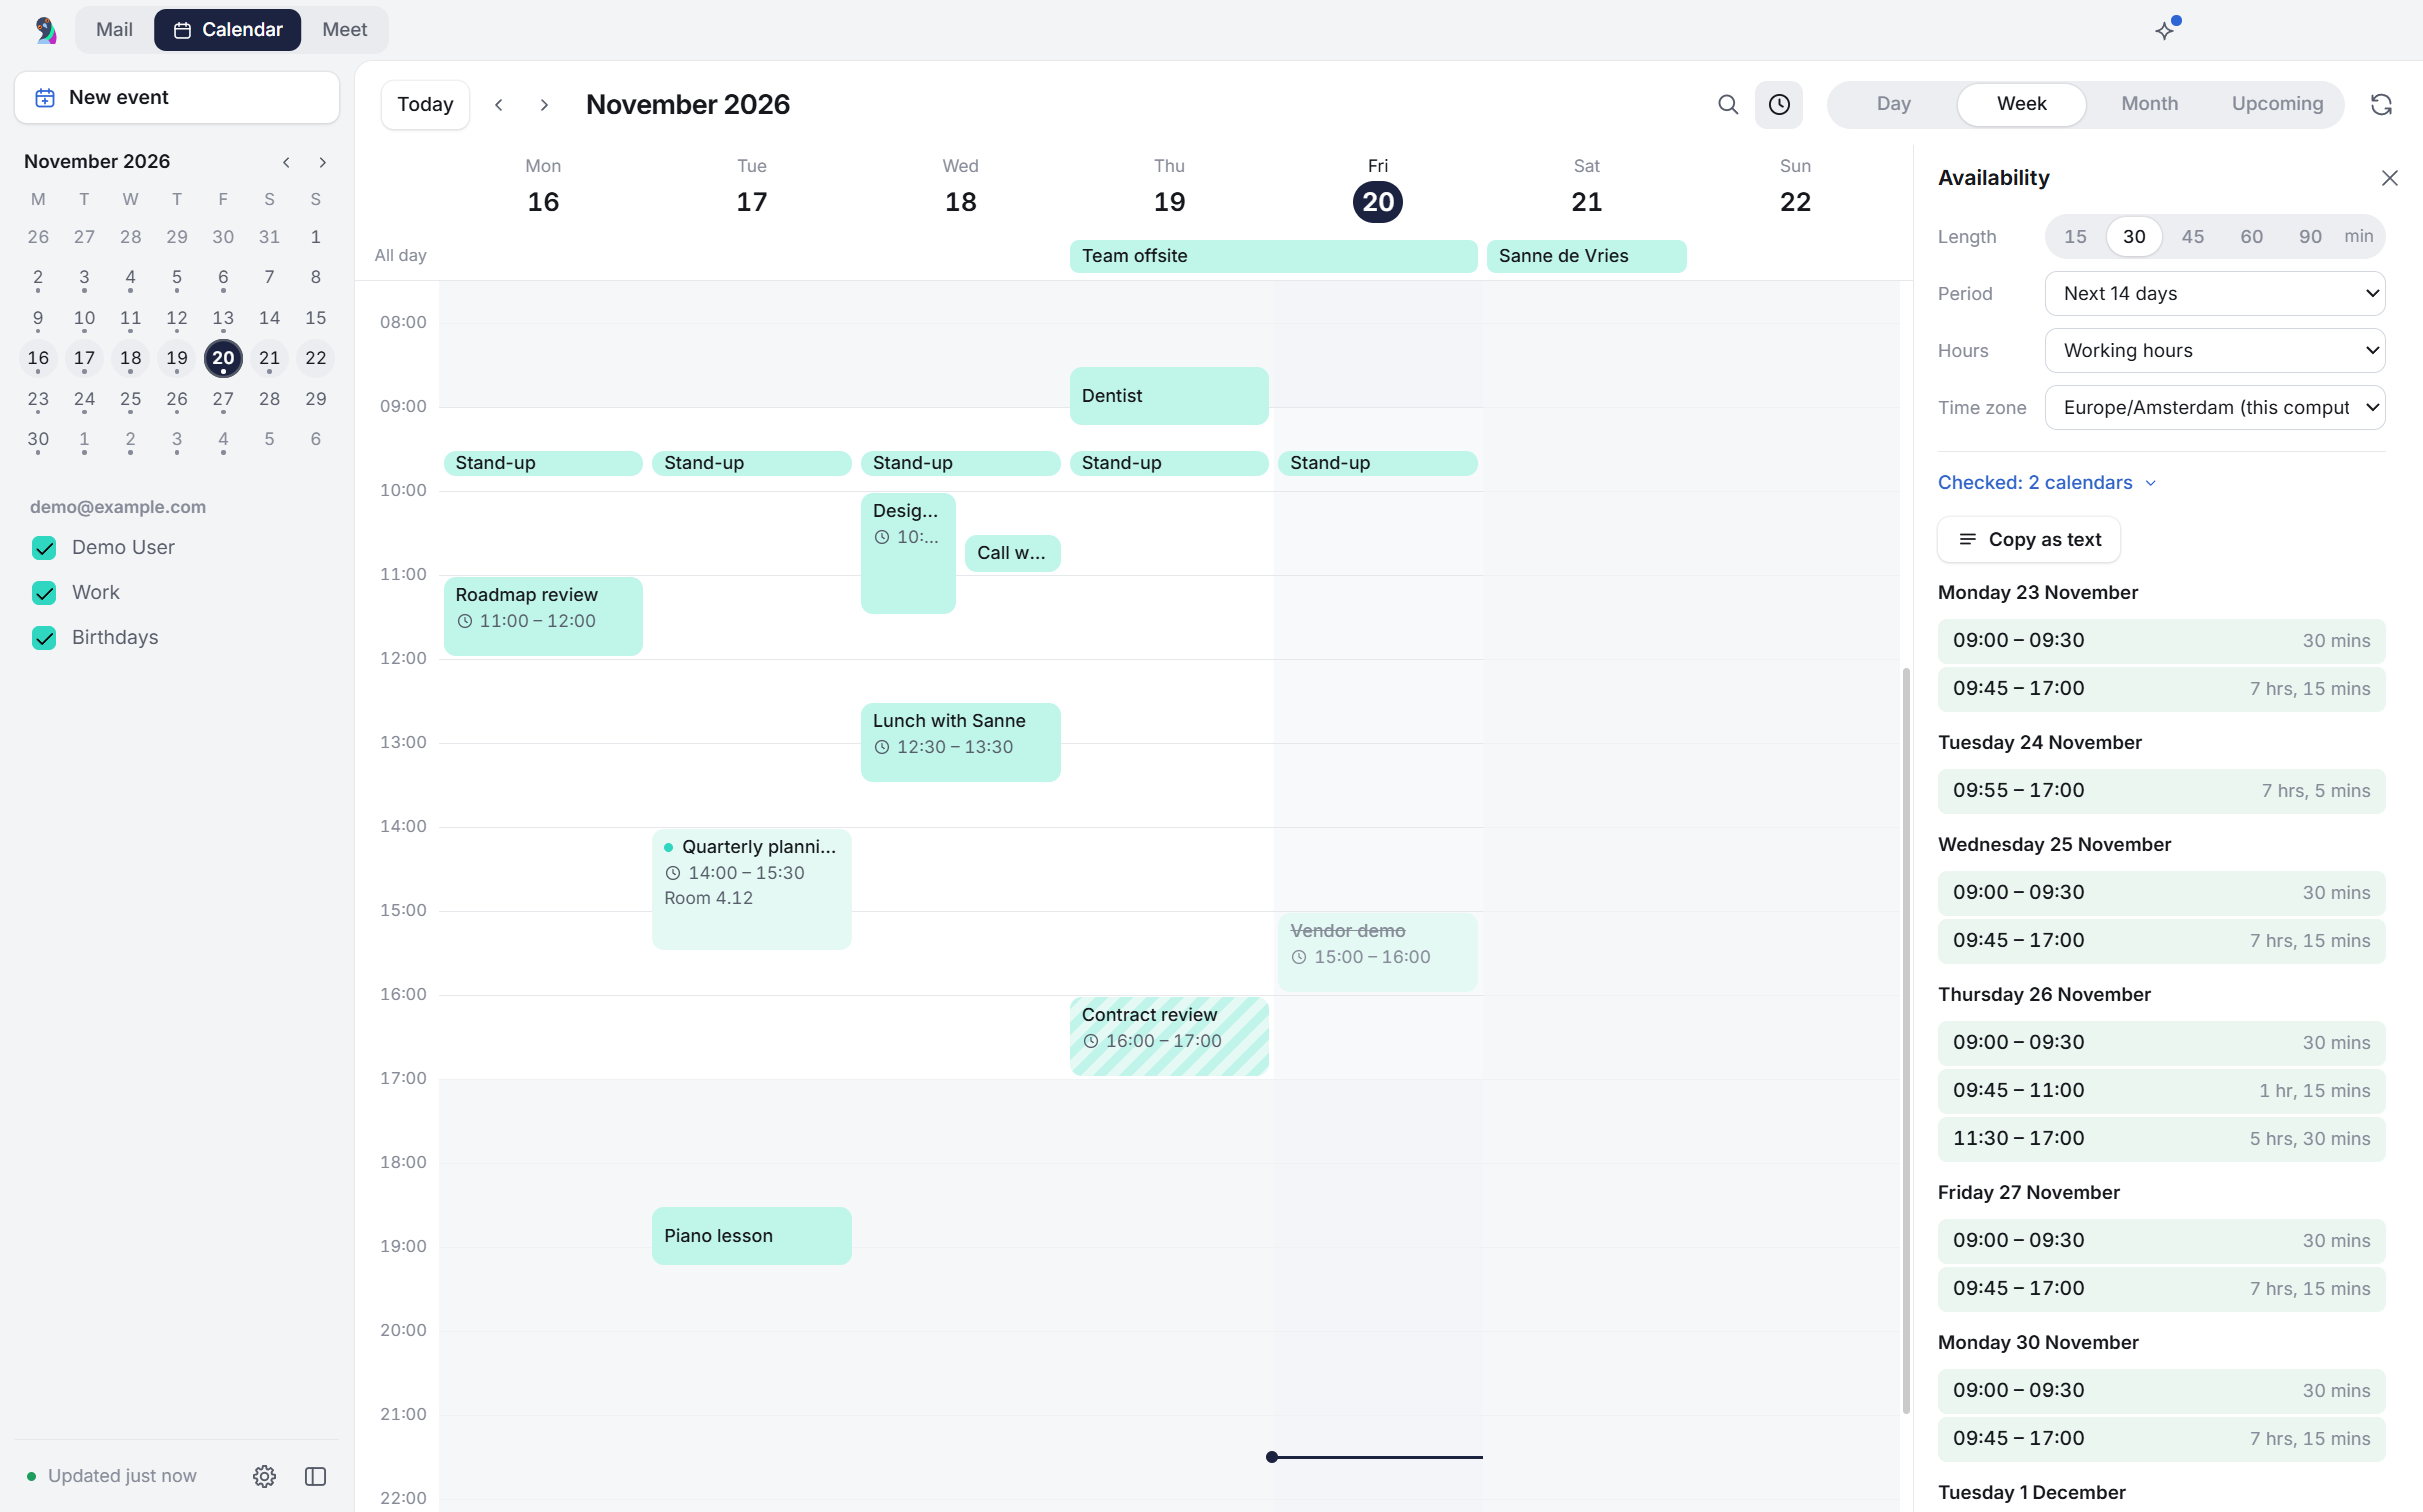 Mail
Calendar
Meet
New event
November 2026
M T W T F S S
26 27 28 29 30 31 1
2 3 4 5 6 7 8
9 10 11 12 13 14 15
16 17 18 19 20 21 22
23 24 25 26 27 28 29
30 1 2 3 4 5 6
demo@example.com
Demo User
Work
Birthdays
Updated just now
Today
November 2026
Day
Week
Month
Upcoming
Mon 16
Tue 17
Wed 18
Thu 19
Fri 20
Sat 21
Sun 22
All day
Team offsite
Sanne de Vries
08:00
09:00
10:00
11:00
12:00
13:00
14:00
15:00
16:00
17:00
18:00
19:00
20:00
21:00
22:00
Stand-up
Roadmap review
11:00 – 12:00
Stand-up
Quarterly planni...
14:00 – 15:30
Room 4.12
Piano lesson
Stand-up
Desig...
10:...
Call w...
Lunch with Sanne
12:30 – 13:30
Dentist
Stand-up
Contract review
16:00 – 17:00
Stand-up
Vendor demo
15:00 – 16:00
Availability
Length
15 30 45 60 90 min
Period
Next 14 days
Hours
Working hours
Time zone
Europe/Amsterdam (this comput
Checked: 2 calendars
Copy as text
Monday 23 November
09:00 – 09:30 30 mins
09:45 – 17:00 7 hrs, 15 mins
Tuesday 24 November
09:55 – 17:00 7 hrs, 5 mins
Wednesday 25 November
09:00 – 09:30 30 mins
09:45 – 17:00 7 hrs, 15 mins
Thursday 26 November
09:00 – 09:30 30 mins
09:45 – 11:00 1 hr, 15 mins
11:30 – 17:00 5 hrs, 30 mins
Friday 27 November
09:00 – 09:30 30 mins
09:45 – 17:00 7 hrs, 15 mins
Monday 30 November
09:00 – 09:30 30 mins
09:45 – 17:00 7 hrs, 15 mins
Tuesday 1 December